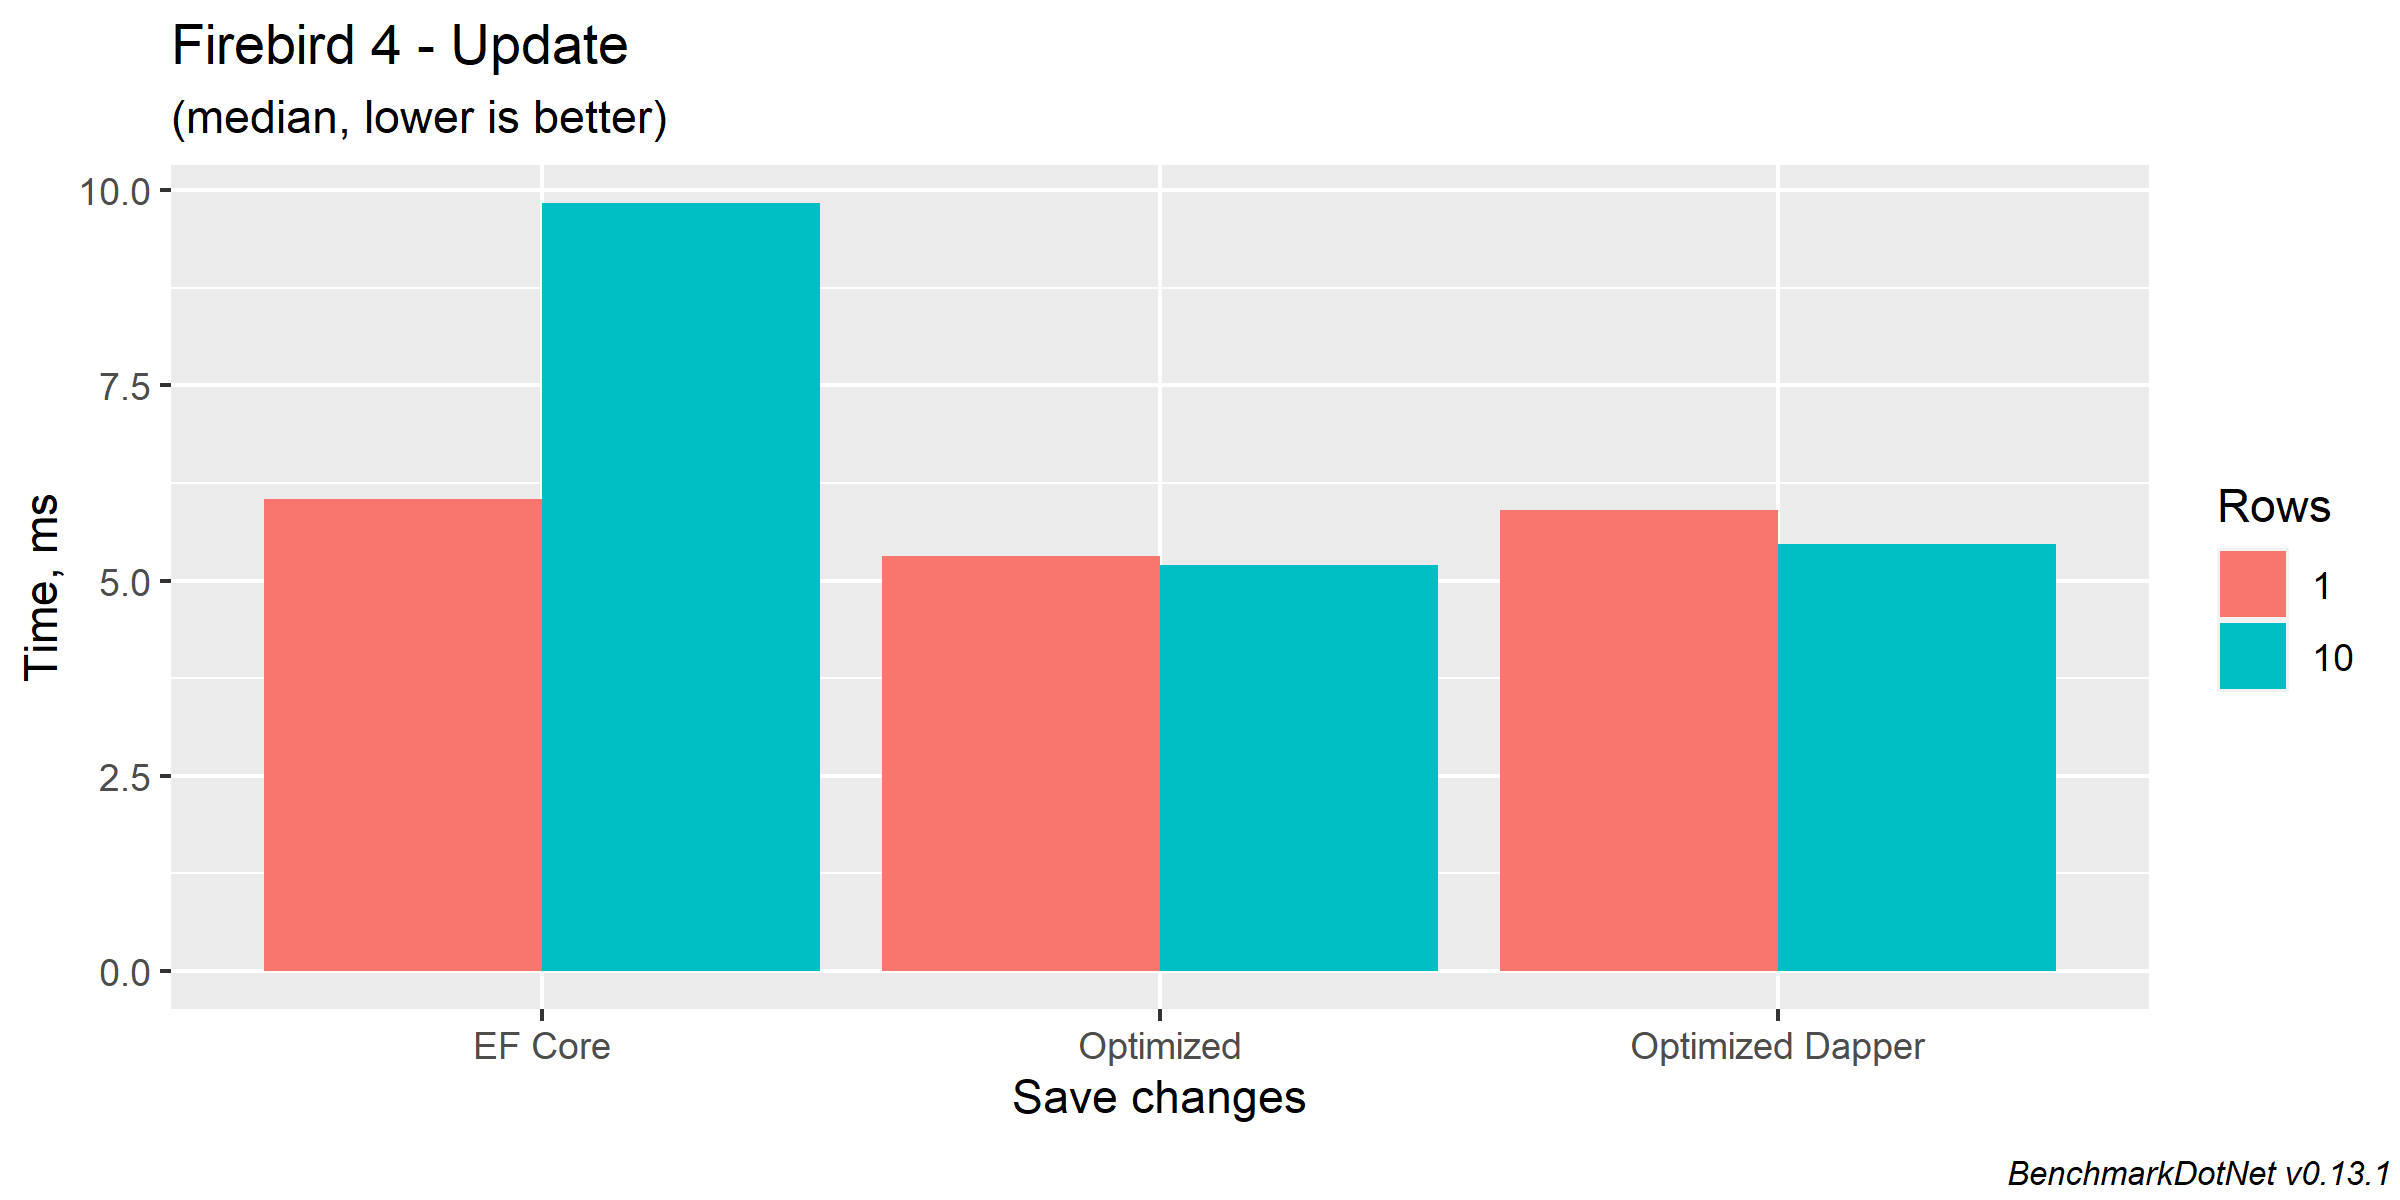 Firebird 4 - Update
(median, lower is better)
10.0
7.5
5.0
2.5
0.0
Time, ms
EF Core
Optimized
Optimized Dapper
Save changes
Rows
1
10
BenchmarkDotNet v0.13.1